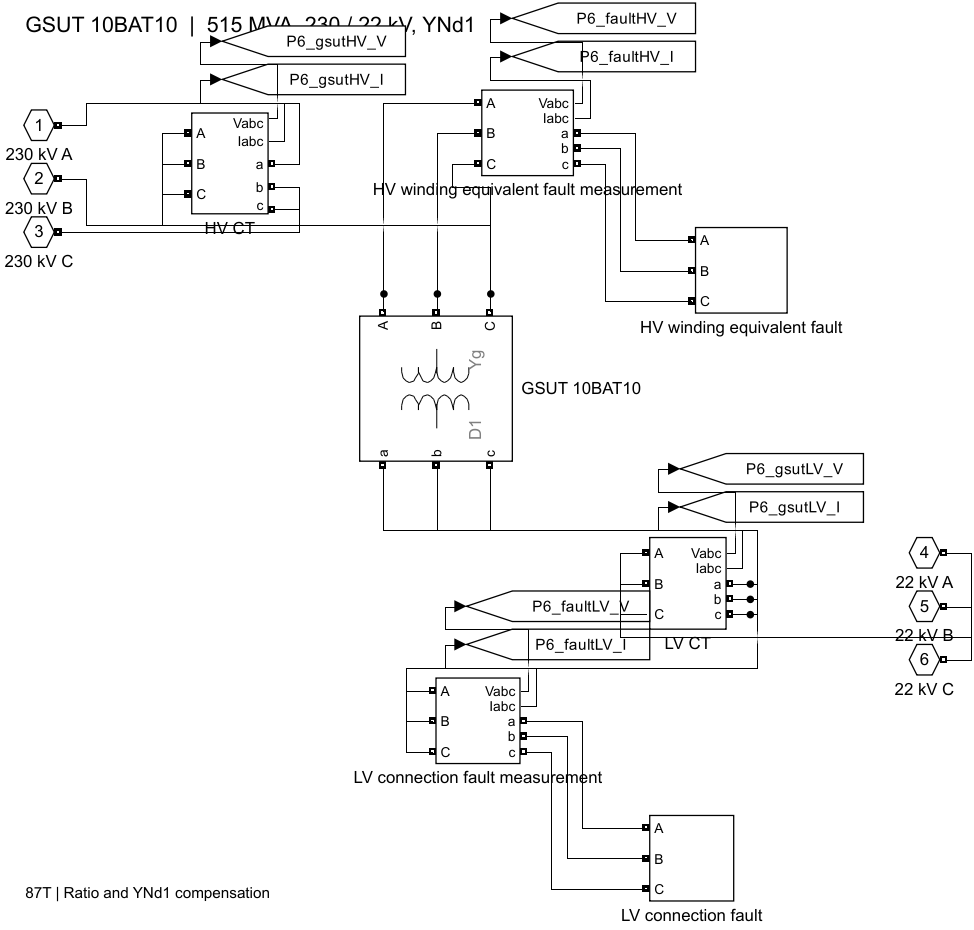 GSUT 10BAT10 | 515 MVA, 230 / 22 kV, YNd1
P6_gsutHV_V
P6_gsutHV_I
P6_faultHV_V
P6_faultHV_I
1
230 kV A
2
230 kV B
3
230 kV C
A
B
C
Vabc
Iabc
a
b
c
HV CT
A
B
C
Vabc
Iabc
a
b
c
HV winding equivalent fault measurement
A
B
C
HV winding equivalent fault
A
B
C
Yg
D1
a
b
c
GSUT 10BAT10
P6_gsutLV_V
P6_gsutLV_I
A
B
C
Vabc
Iabc
a
b
c
LV CT
4
22 kV A
5
22 kV B
6
22 kV C
P6_faultLV_V
P6_faultLV_I
A
B
C
Vabc
Iabc
a
b
c
LV connection fault measurement
A
B
C
LV connection fault
87T | Ratio and YNd1 compensation